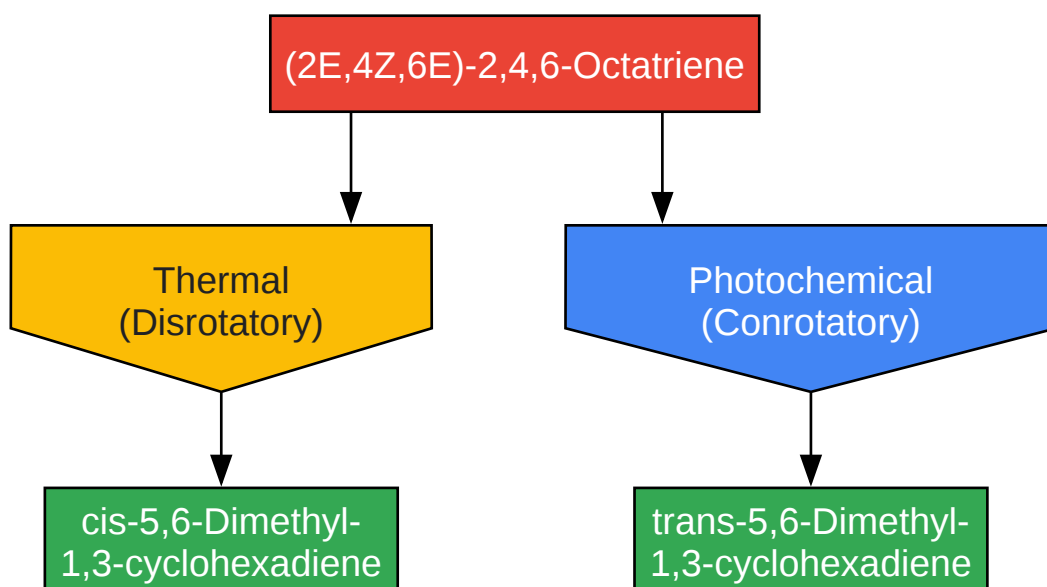 (2E,4Z,6E)-2,4,6-Octatriene
Thermal
(Disrotatory)
Photochemical
(Conrotatory)
cis-5,6-Dimethyl-
1,3-cyclohexadiene
trans-5,6-Dimethyl-
1,3-cyclohexadiene